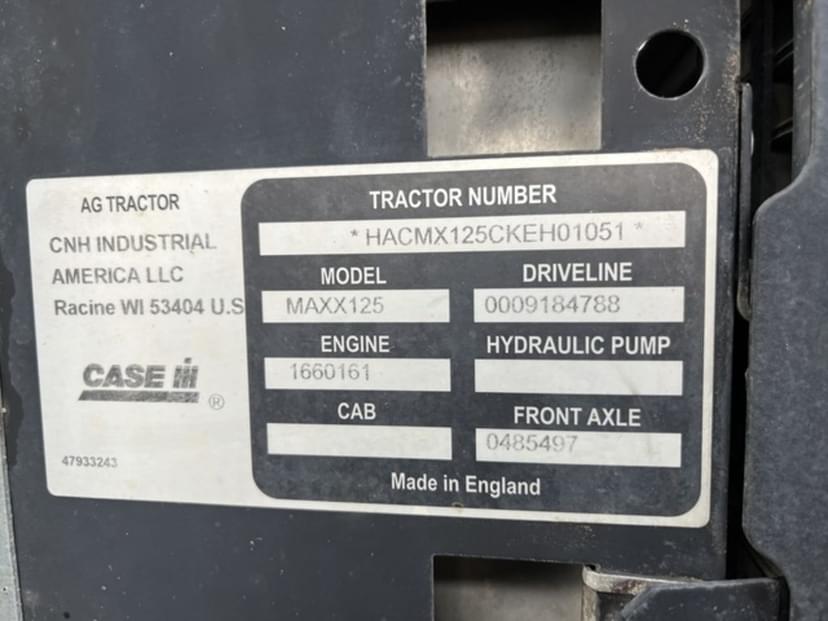 AG TRACTOR
CNH INDUSTRIAL
AMERICA LLC
Racine WI 53404 U.S
CASE IH
®
47933243
TRACTOR NUMBER
* HACMX125CKEH01051 *
MODEL
MAXX125
DRIVELINE
0009184788
ENGINE
1660161
HYDRAULIC PUMP
CAB
FRONT AXLE
0485497
Made in England